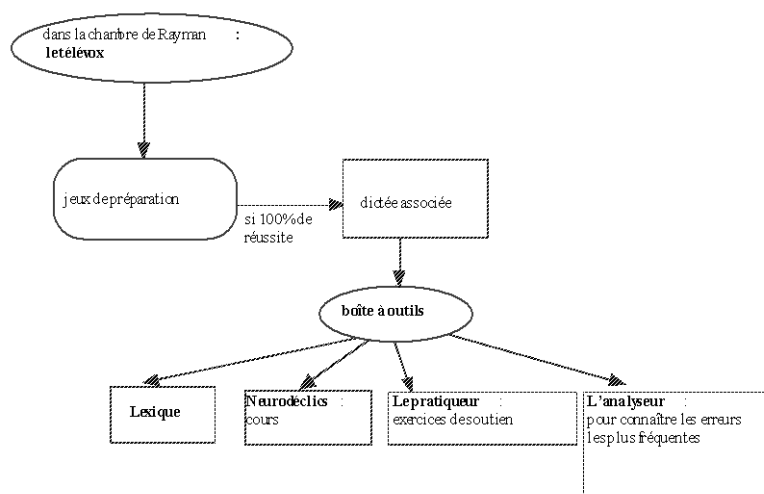 dans la chambre de Rayman :
le télévox
jeux de préparation
si 100% de
réussite
dictée associée
boîte à outils
Lexique
Neurodéclics :
cours
Le pratiqueur :
exercices de soutien
L'analyseur :
pour connaître les erreurs
les plus fréquentes